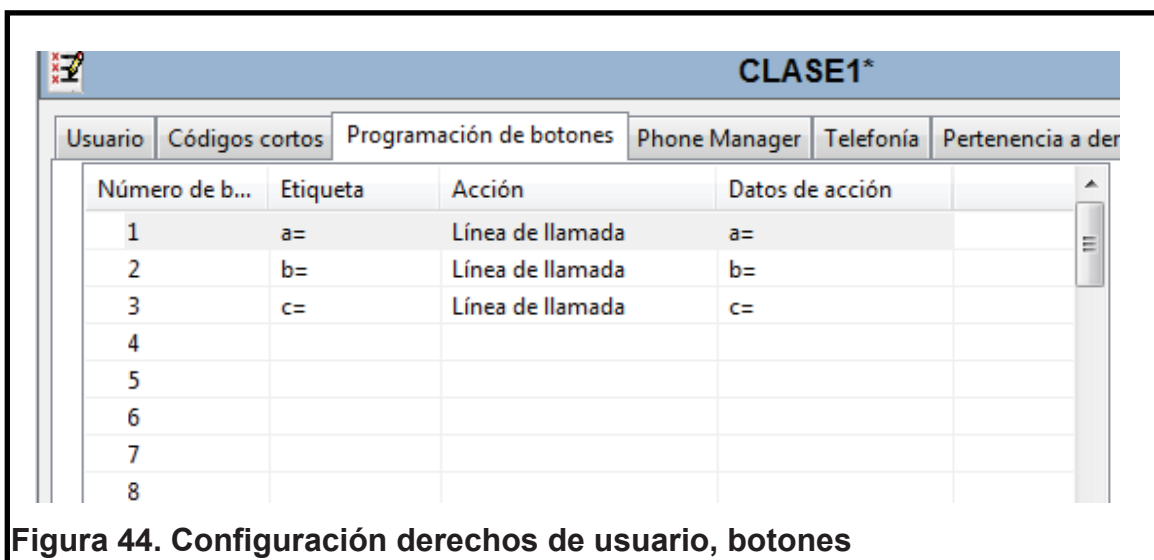 CLASE1*
Usuario Códigos cortos Programación de botones Phone Manager Telefonía Pertenencia a der
Número de b... Etiqueta Acción Datos de acción
1 a= Línea de llamada a=
2 b= Línea de llamada b=
3 c= Línea de llamada c=
4
5
6
7
8
Figura 44. Configuración derechos de usuario, botones